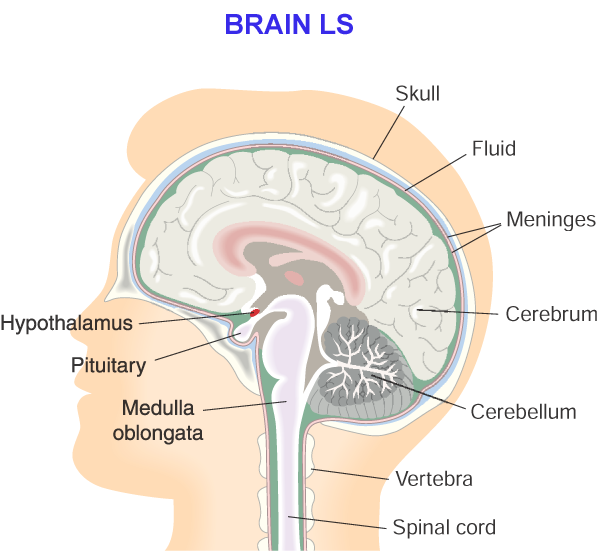 BRAIN LS
Skull
Fluid
Meninges
Cerebrum
Hypothalamus
Pituitary
Medulla
oblongata
Cerebellum
Vertebra
Spinal cord